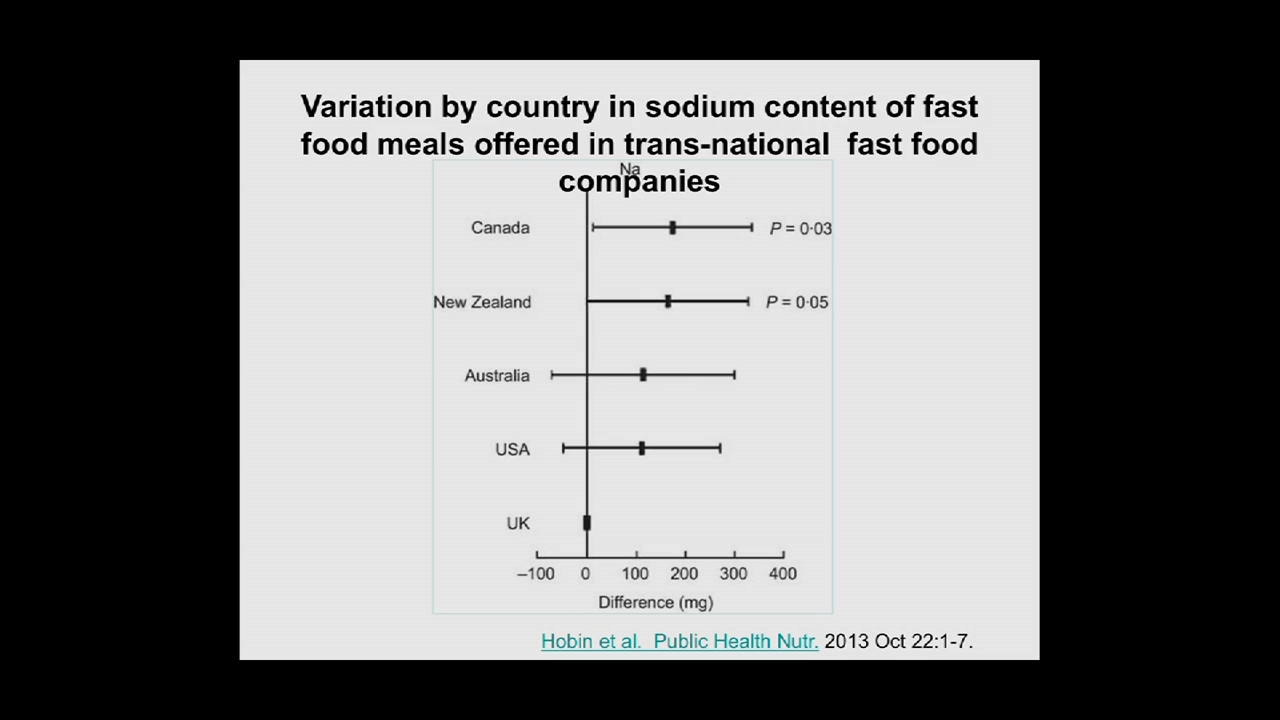 Variation by country in sodium content of fast
food meals offered in trans-national fast food
companies
Na
Canada
P = 0·03
New Zealand
P = 0·05
Australia
USA
UK
–100 0 100 200 300 400
Difference (mg)
Hobin et al. Public Health Nutr. 2013 Oct 22:1-7.